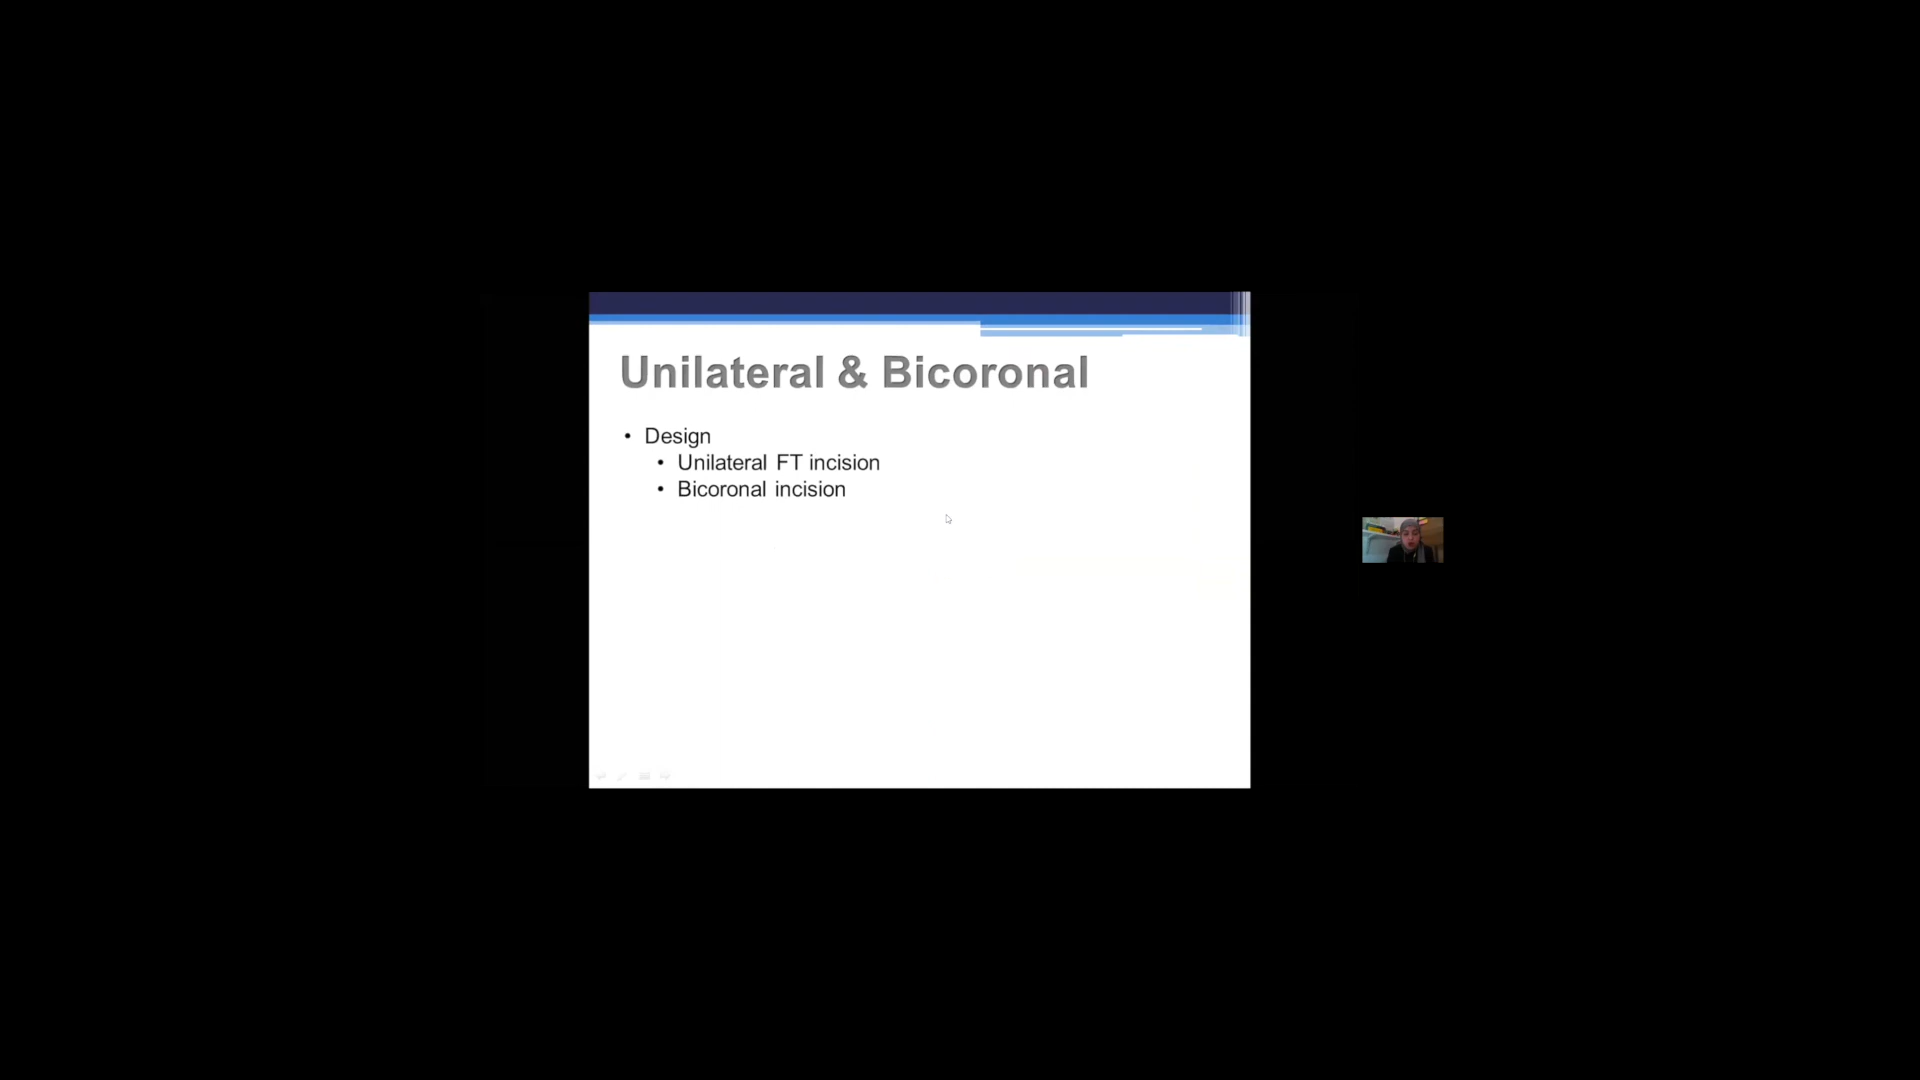 Unilateral & Bicoronal
• Design
• Unilateral FT incision
• Bicoronal incision